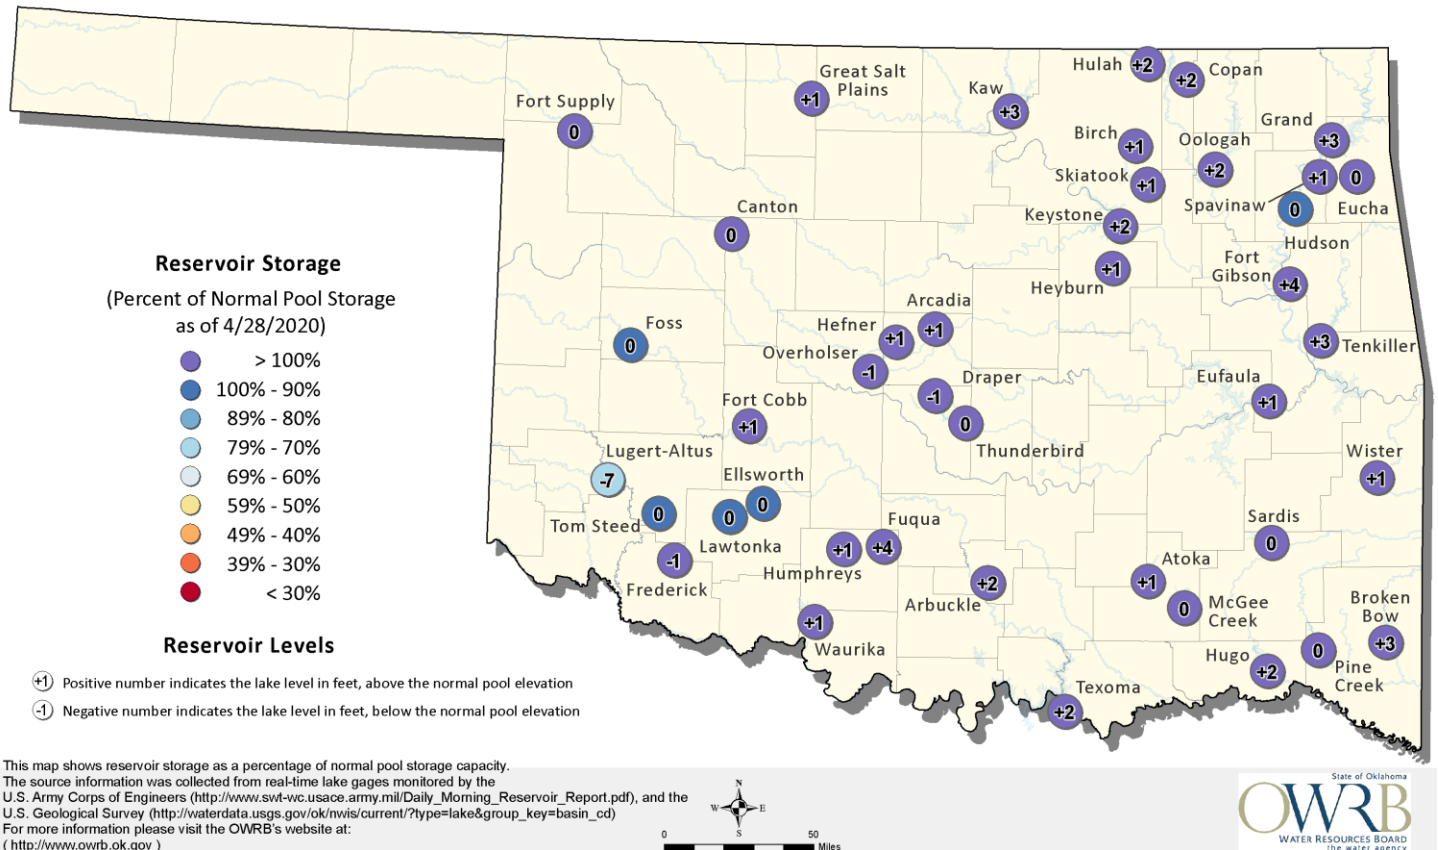 Hulah
+2
+2
Copan
Great Salt
Plains
+1
Kaw
+3
Fort Supply
0
Grand
+3
Birch
+1
Oologah
+2
Skiatook
+1
+1
0
Spavinaw
Eucha
0
Hudson
Canton
0
Keystone
+2
Heyburn
+1
Fort
Gibson
+4
Reservoir Storage
(Percent of Normal Pool Storage
as of 4/28/2020)
> 100%
100% - 90%
89% - 80%
79% - 70%
69% - 60%
59% - 50%
49% - 40%
39% - 30%
< 30%
Foss
0
Arcadia
+1
Hefner
+1
Overholser
-1
+3
Tenkiller
Draper
-1
0
Thunderbird
Eufaula
+1
Fort Cobb
+1
Lugert-Altus
-7
Ellsworth
0
0
Lawtonka
Tom Steed
0
Wister
+1
Fuqua
+4
+1
Humphreys
Sardis
0
-1
Frederick
Arbuckle
+2
Atoka
+1
0
McGee
Creek
Broken
Bow
+3
+1
Waurika
Hugo
+2
0
Pine
Creek
Texoma
+2
Reservoir Levels
+1 Positive number indicates the lake level in feet, above the normal pool elevation
-1 Negative number indicates the lake level in feet, below the normal pool elevation
This map shows reservoir storage as a percentage of normal pool storage capacity.
The source information was collected from real-time lake gages monitored by the
U.S. Army Corps of Engineers (http://www.swt-wc.usace.army.mil/Daily_Morning_Reservoir_Report.pdf), and the
U.S. Geological Survey (http://waterdata.usgs.gov/ok/nwis/current/?type=lake&group_key=basin_cd)
For more information please visit the OWRB's website at:
( http://www.owrb.ok.gov )
N
W E
S
0 50
Miles
State of Oklahoma
OWRB
WATER RESOURCES BOARD
the water agency